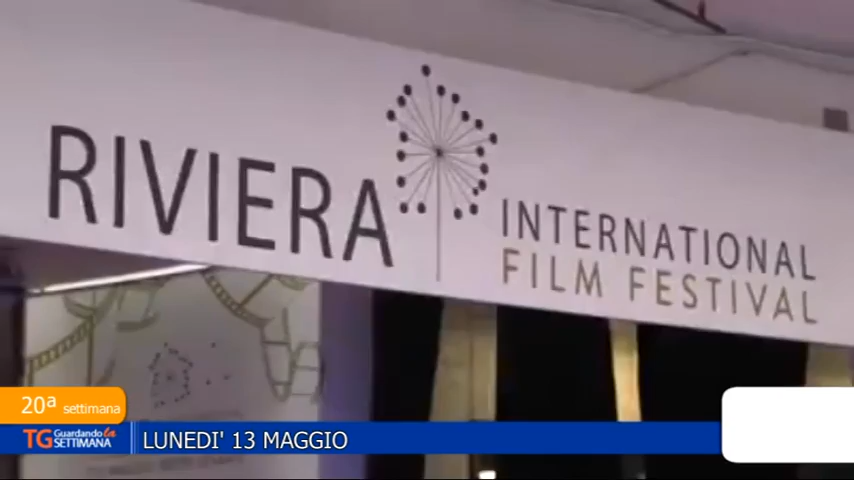 RIVIERA
INTERNATIONAL
FILM FESTIVAL
20ª settimana
TG Guardando la
SETTIMANA
LUNEDI' 13 MAGGIO